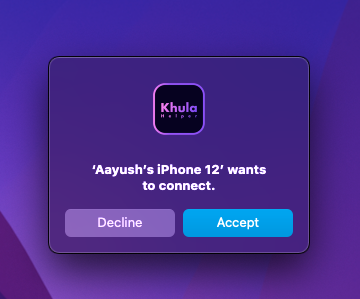 Khula
Helper
‘Aayush’s iPhone 12’ wants
to connect.
Decline
Accept